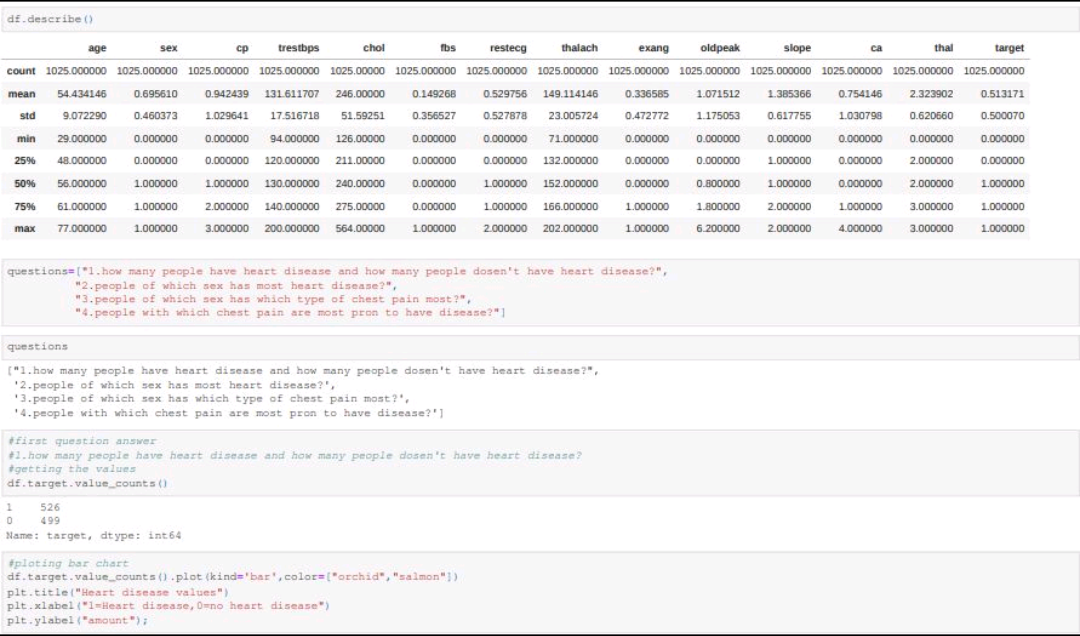 df.describe()
age sex cp trestbps chol fbs restecg thalach exang oldpeak slope ca thal target
count 1025.000000 1025.000000 1025.000000 1025.000000 1025.00000 1025.000000 1025.000000 1025.000000 1025.000000 1025.000000 1025.000000 1025.000000 1025.000000 1025.000000
mean 54.434146 0.695610 0.942439 131.611707 246.00000 0.149268 0.529756 149.114146 0.336585 1.071512 1.385366 0.754146 2.323902 0.513171
std 9.072290 0.460373 1.029641 17.516718 51.59251 0.356527 0.527878 23.005724 0.472772 1.175053 0.617755 1.030798 0.620660 0.500070
min 29.000000 0.000000 0.000000 94.000000 126.00000 0.000000 0.000000 71.000000 0.000000 0.000000 0.000000 0.000000 0.000000 0.000000
25% 48.000000 0.000000 0.000000 120.000000 211.00000 0.000000 0.000000 132.000000 0.000000 0.000000 1.000000 0.000000 2.000000 0.000000
50% 56.000000 1.000000 1.000000 130.000000 240.00000 0.000000 1.000000 152.000000 0.000000 0.800000 1.000000 0.000000 2.000000 1.000000
75% 61.000000 1.000000 2.000000 140.000000 275.00000 0.000000 1.000000 166.000000 1.000000 1.800000 2.000000 1.000000 3.000000 1.000000
max 77.000000 1.000000 3.000000 200.000000 564.00000 1.000000 2.000000 202.000000 1.000000 6.200000 2.000000 4.000000 3.000000 1.000000
questions=["1.how many people have heart disease and how many people dosen't have heart disease?",
"2.people of which sex has most heart disease?",
"3.people of which sex has which type of chest pain most?",
"4.people with which chest pain are most pron to have disease?"]
questions
["1.how many people have heart disease and how many people dosen't have heart disease?",
'2.people of which sex has most heart disease?',
'3.people of which sex has which type of chest pain most?',
'4.people with which chest pain are most pron to have disease?']
#first question answer
#1.how many people have heart disease and how many people dosen't have heart disease?
#getting the values
df.target.value_counts()
1 526
0 499
Name: target, dtype: int64
#ploting bar chart
df.target.value_counts().plot(kind='bar',color=["orchid","salmon"])
plt.title("Heart disease values")
plt.xlabel("1=Heart disease,0=no heart disease")
plt.ylabel("amount");